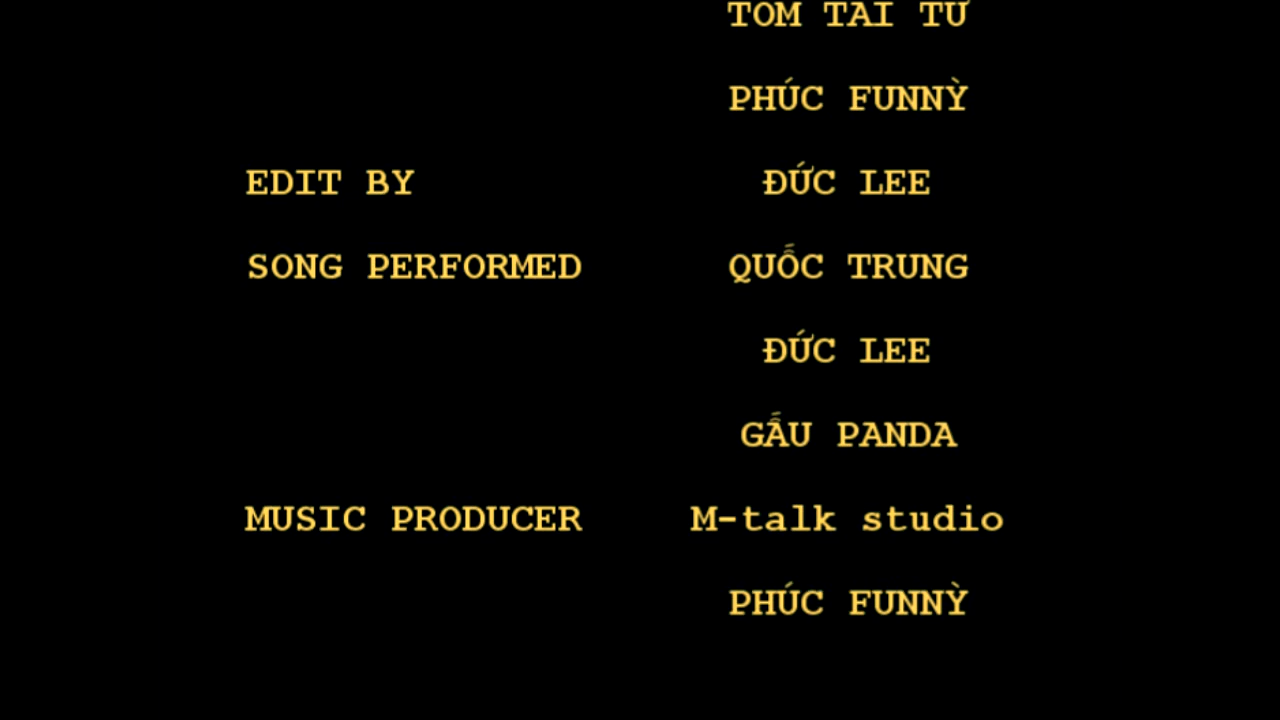 PHÚC FUNNỲ
EDIT BY ĐỨC LEE
SONG PERFORMED QUỐC TRUNG
ĐỨC LEE
GẤU PANDA
MUSIC PRODUCER M-talk studio
PHÚC FUNNỲ